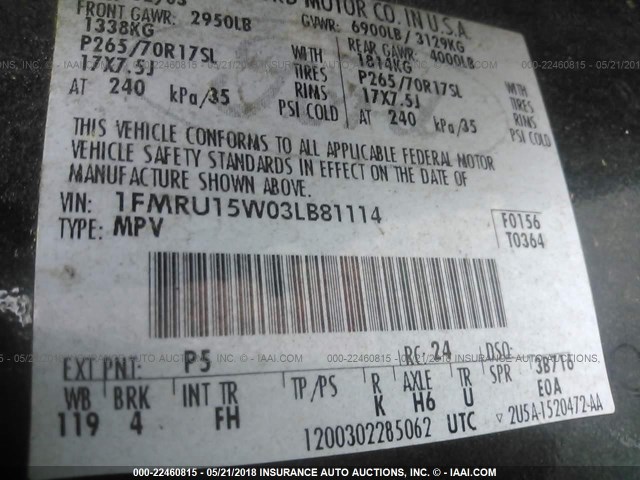 MOTOR CO. IN U.S.A.
FRONT GAWR: 2950LB GVWR: 6900LB / 3129KG
1338KG WITH REAR GAWR: 4000LB
P265/70R17SL TIRES 1814KG WITH
17X7.5J RIMS P265/70R17SL TIRES
AT 240 kPa/35 PSI COLD 17X7.5J RIMS
AT 240 kPa/35 PSI COLD
THIS VEHICLE CONFORMS TO ALL APPLICABLE FEDERAL MOTOR
VEHICLE SAFETY STANDARDS IN EFFECT ON THE DATE OF
MANUFACTURE SHOWN ABOVE.
VIN: 1FMRU15W03LB81114 F0156
TYPE: MPV T0364
EXT PNT: P5 RC: 24 DSO:
WB BRK INT TR TP/PS R AXLE TR SPR
119 4 FH K H6 U E0A
1200302285062 UTC ▽ 2U5A-1520472-AA
000-22460815 - 05/21/2018 INSURANCE AUTO AUCTIONS, INC. - © - IAAI.COM